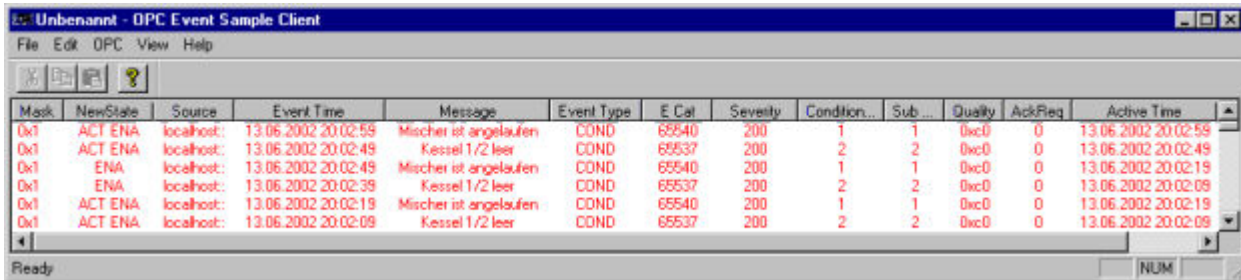 Unbenannt - OPC Event Sample Client
File Edit OPC View Help
Mask NewState Source Event Time Message Event Type E Cat Severity Condition... Sub ... Quality AckReq Active Time
0x1 ACT ENA localhost:: 13.06.2002 20:02:59 Mischer ist angelaufen COND 65540 200 1 1 0xc0 0 13.06.2002 20:02:59
0x1 ACT ENA localhost:: 13.06.2002 20:02:49 Kessel 1/2 leer COND 65537 200 2 2 0xc0 0 13.06.2002 20:02:49
0x1 ENA localhost:: 13.06.2002 20:02:49 Mischer ist angelaufen COND 65540 200 1 1 0xc0 0 13.06.2002 20:02:19
0x1 ENA localhost:: 13.06.2002 20:02:39 Kessel 1/2 leer COND 65537 200 2 2 0xc0 0 13.06.2002 20:02:09
0x1 ACT ENA localhost:: 13.06.2002 20:02:19 Mischer ist angelaufen COND 65540 200 1 1 0xc0 0 13.06.2002 20:02:19
0x1 ACT ENA localhost:: 13.06.2002 20:02:09 Kessel 1/2 leer COND 65537 200 2 2 0xc0 0 13.06.2002 20:02:09
Ready NUM